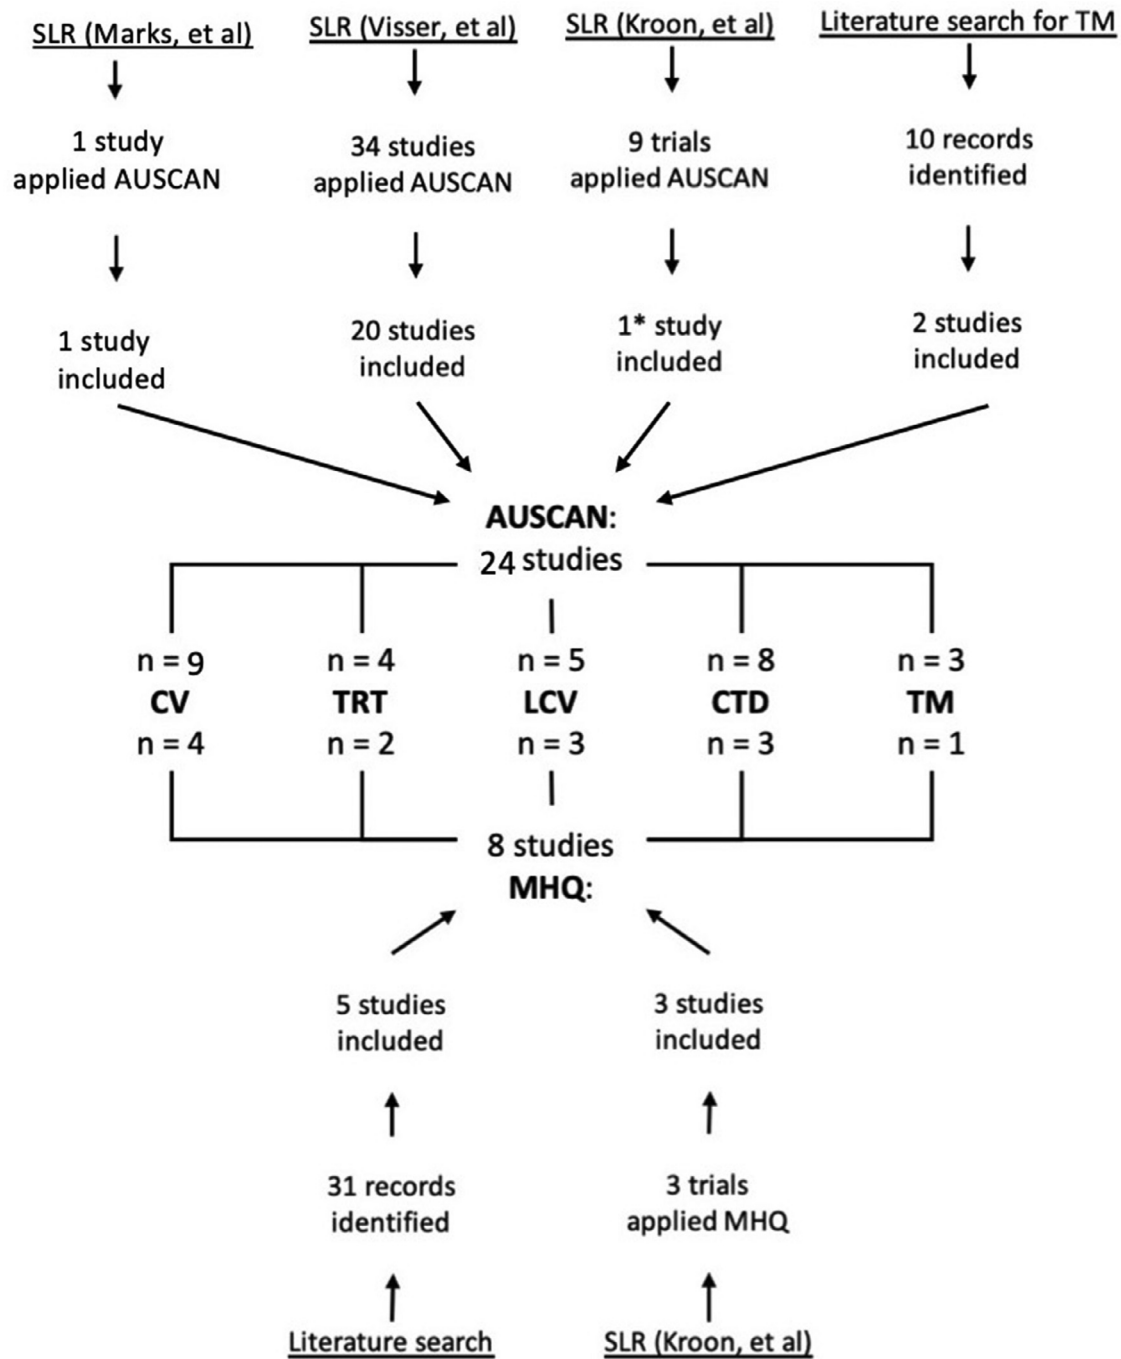 SLR (Marks, et al)
SLR (Visser, et al)
SLR (Kroon, et al)
Literature search for TM
1 study
applied AUSCAN
34 studies
applied AUSCAN
9 trials
applied AUSCAN
10 records
identified
1 study
included
20 studies
included
1* study
included
2 studies
included
AUSCAN:
24 studies
n = 9
n = 4
n = 5
n = 8
n = 3
CV
TRT
LCV
CTD
TM
n = 4
n = 2
n = 3
n = 3
n = 1
8 studies
MHQ:
5 studies
included
3 studies
included
31 records
identified
3 trials
applied MHQ
Literature search
SLR (Kroon, et al)